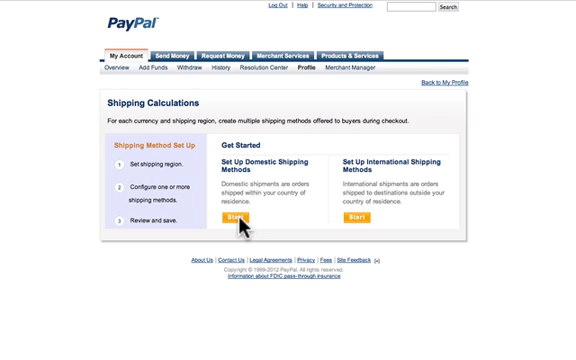 Log Out | Help | Security and Protection
Search
PayPal
My Account Send Money Request Money Merchant Services Products & Services
Overview Add Funds Withdraw History Resolution Center Profile Merchant Manager
Back to My Profile
Shipping Calculations
For each currency and shipping region, create multiple shipping methods offered to buyers during checkout.
Shipping Method Set Up
1 Set shipping region.
2 Configure one or more
shipping methods.
3 Review and save.
Get Started
Set Up Domestic Shipping
Methods
Domestic shipments are orders
shipped within your country of
residence.
Start
Set Up International Shipping
Methods
International shipments are orders
shipped to destinations outside your
country of residence.
Start
About Us | Contact Us | Legal Agreements | Privacy | Fees | Site Feedback [+]
Copyright © 1999-2012 PayPal. All rights reserved.
Information about FDIC pass-through insurance